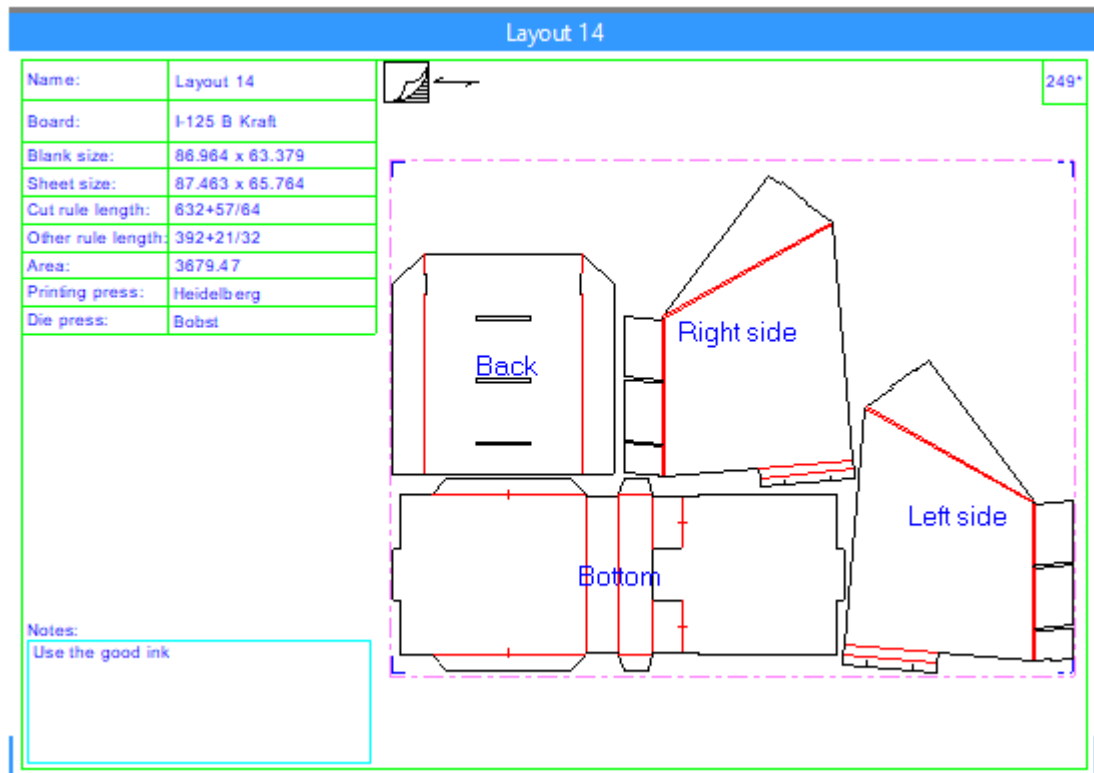 Layout 14
Name: Layout 14
249*
Board: I-125 B Kraft
Blank size: 86.964 x 63.379
Sheet size: 87.463 x 65.764
Cut rule length: 632+57/64
Other rule length: 392+21/32
Area: 3679.47
Printing press: Heidelberg
Die press: Bobst
Right side
Back
Left side
Bottom
Notes:
Use the good ink